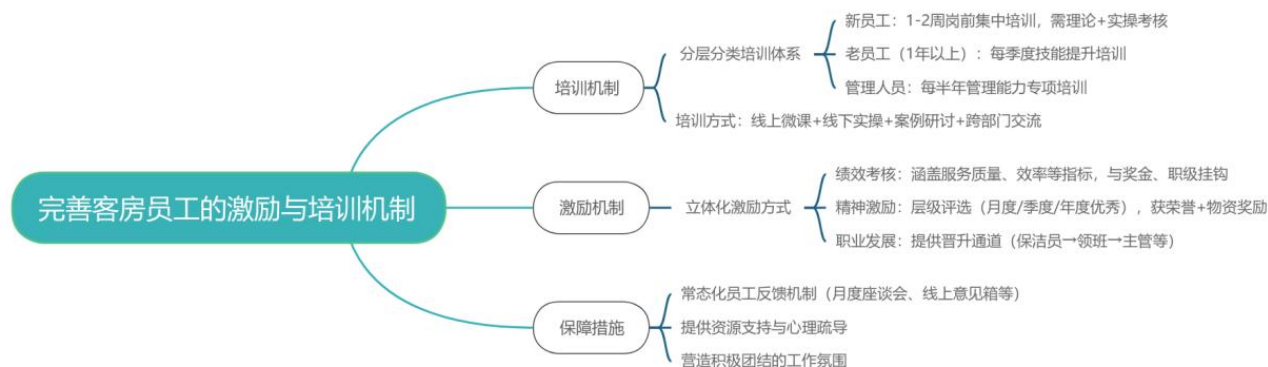 完善客房员工的激励与培训机制
培训机制
分层分类培训体系
新员工：1-2周岗前集中培训，需理论+实操考核
老员工（1年以上）：每季度技能提升培训
管理人员：每半年管理能力专项培训
培训方式：线上微课+线下实操+案例研讨+跨部门交流
激励机制
立体化激励方式
绩效考核：涵盖服务质量、效率等指标，与奖金、职级挂钩
精神激励：层级评选（月度/季度/年度优秀），获荣誉+物资奖励
职业发展：提供晋升通道（保洁员→领班→主管等）
保障措施
常态化员工反馈机制（月度座谈会、线上意见箱等）
提供资源支持与心理疏导
营造积极团结的工作氛围